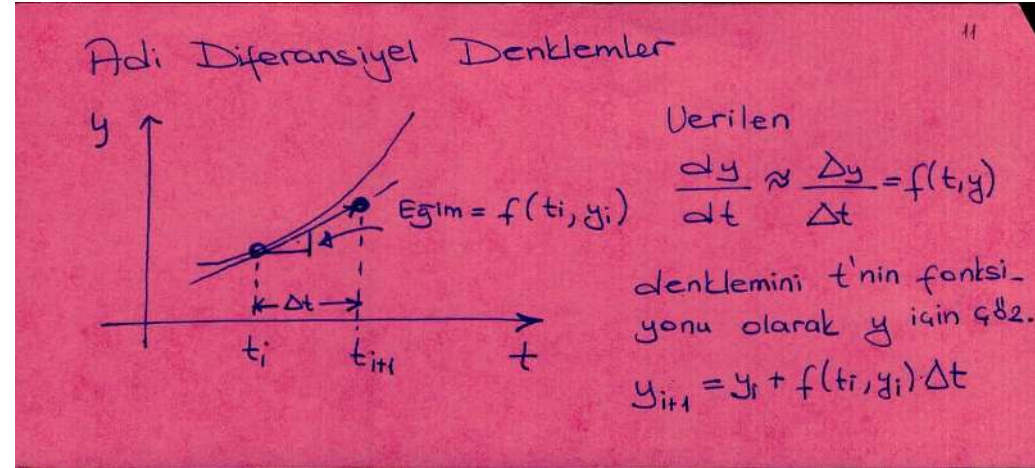 11
Adi Diferansiyel Denklemler
y
Eğim = f(ti, yi)
Δt
ti
ti+1
t
Verilen
dy/dt ≈ Δy/Δt = f(t,y)
denklemini t'nin fonksi-
yonu olarak y için çöz.
yi+1 = yi + f(ti, yi)·Δt